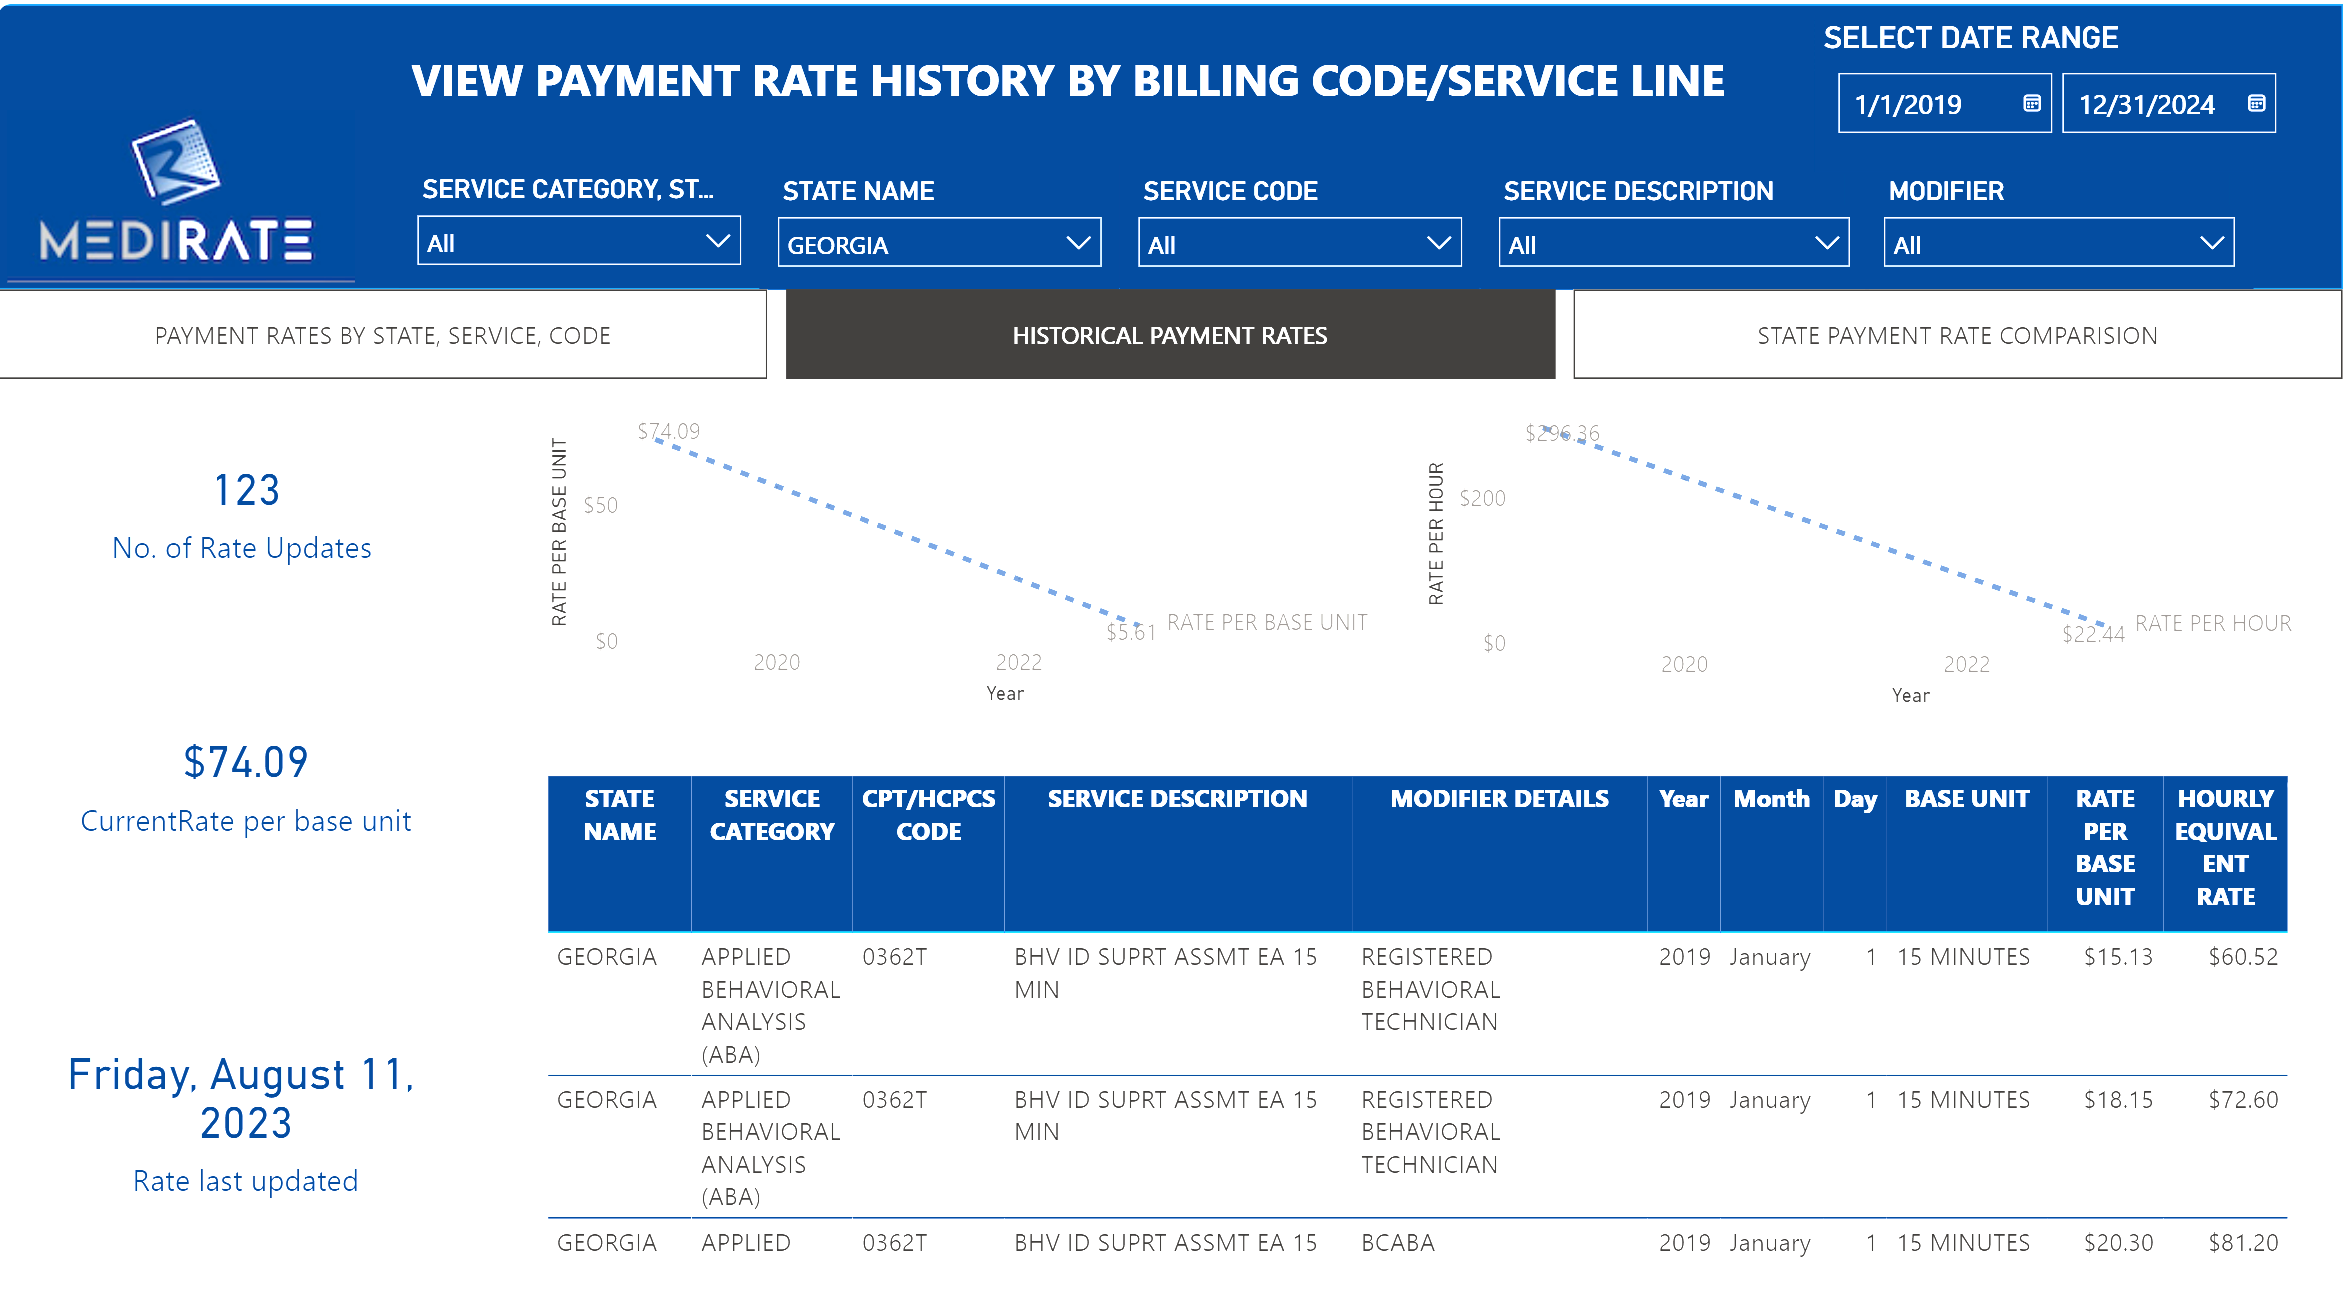 SELECT DATE RANGE
VIEW PAYMENT RATE HISTORY BY BILLING CODE/SERVICE LINE
1/1/2019 12/31/2024
MEDIRATE
SERVICE CATEGORY, ST... STATE NAME SERVICE CODE SERVICE DESCRIPTION MODIFIER
All GEORGIA All All All
PAYMENT RATES BY STATE, SERVICE, CODE HISTORICAL PAYMENT RATES STATE PAYMENT RATE COMPARISION
123
No. of Rate Updates
$74.09
CurrentRate per base unit
Friday, August 11,
2023
Rate last updated
RATE PER BASE UNIT
$74.09
$50
$0
$5.61 RATE PER BASE UNIT
2020 2022
Year
RATE PER HOUR
$296.36
$200
$0
$22.44 RATE PER HOUR
2020 2022
Year
STATE SERVICE CPT/HCPCS SERVICE DESCRIPTION MODIFIER DETAILS Year Month Day BASE UNIT RATE HOURLY
NAME CATEGORY CODE PER EQUIVAL
BASE ENT
UNIT RATE
GEORGIA APPLIED 0362T BHV ID SUPRT ASSMT EA 15 REGISTERED 2019 January 1 15 MINUTES $15.13 $60.52
BEHAVIORAL MIN BEHAVIORAL
ANALYSIS TECHNICIAN
(ABA)
GEORGIA APPLIED 0362T BHV ID SUPRT ASSMT EA 15 REGISTERED 2019 January 1 15 MINUTES $18.15 $72.60
BEHAVIORAL MIN BEHAVIORAL
ANALYSIS TECHNICIAN
(ABA)
GEORGIA APPLIED 0362T BHV ID SUPRT ASSMT EA 15 BCABA 2019 January 1 15 MINUTES $20.30 $81.20